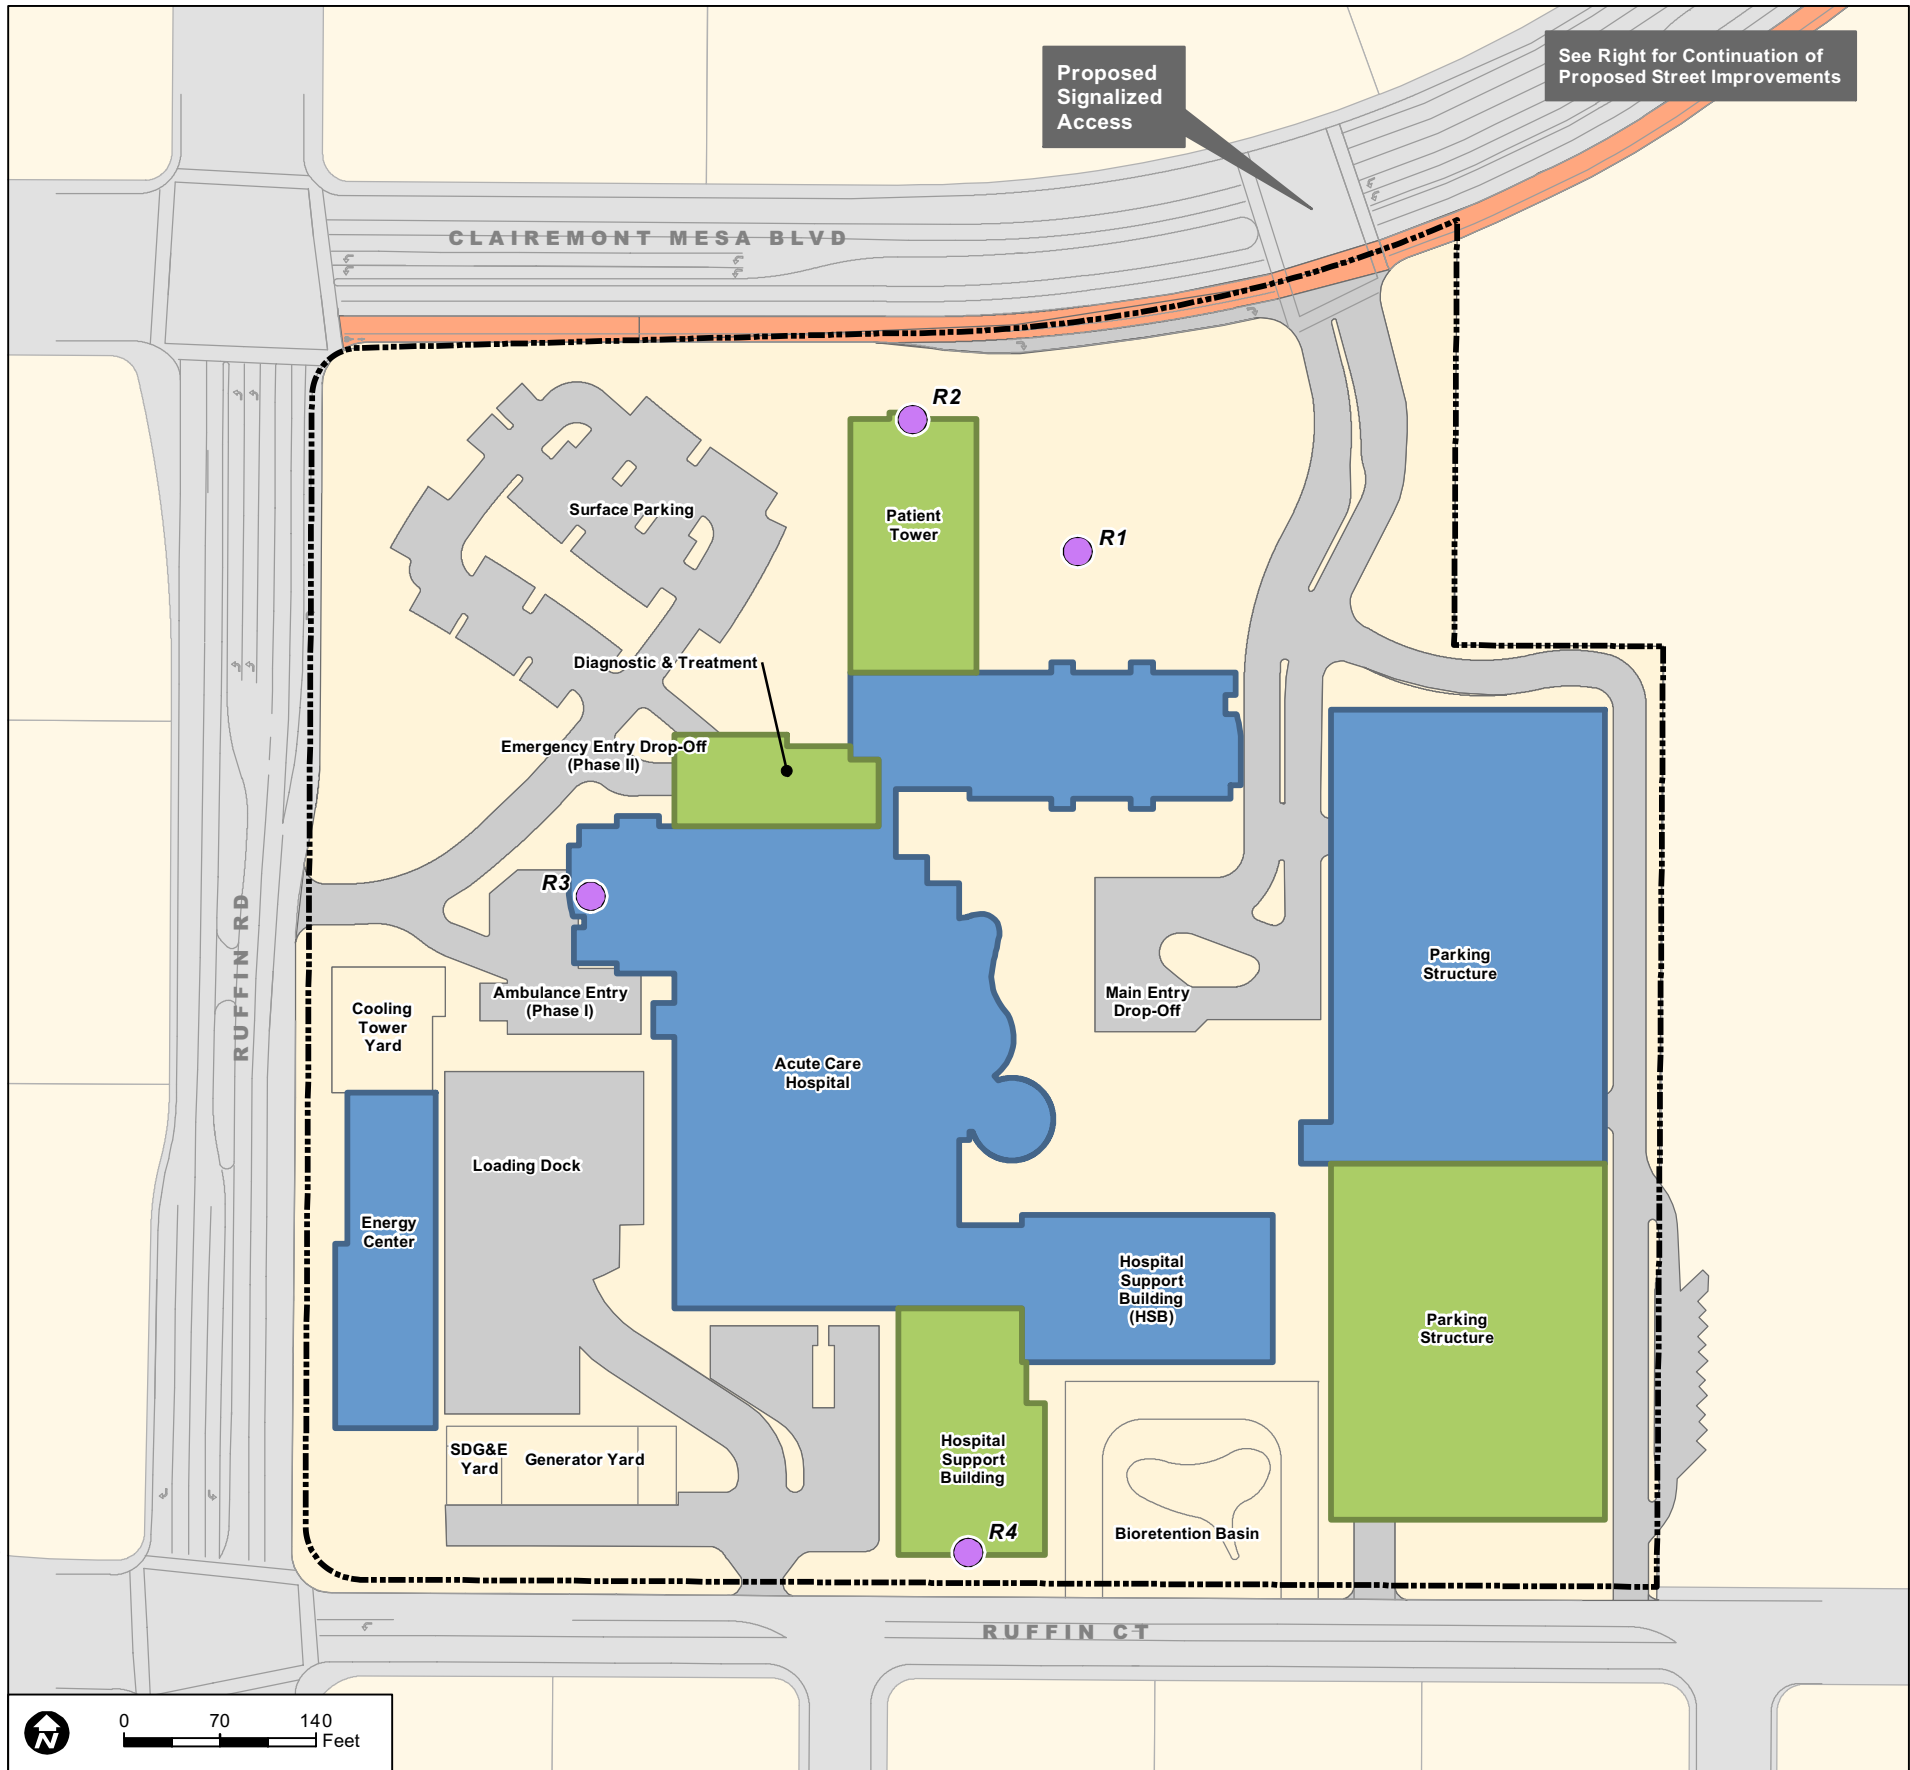 See Right for Continuation of
Proposed Street Improvements
Proposed
Signalized
Access
CLAIREMONT MESA BLVD
R2
Surface Parking
Patient
Tower
R1
Diagnostic & Treatment
Emergency Entry Drop-Off
(Phase II)
R3
RUFFIN RD
Parking
Structure
Ambulance Entry
(Phase I)
Main Entry
Drop-Off
Cooling
Tower
Yard
Acute Care
Hospital
Loading Dock
Energy
Center
Hospital
Support
Building
(HSB)
Parking
Structure
SDG&E
Yard
Generator Yard
Hospital
Support
Building
R4
Bioretention Basin
RUFFIN CT
N
0 70 140
Feet